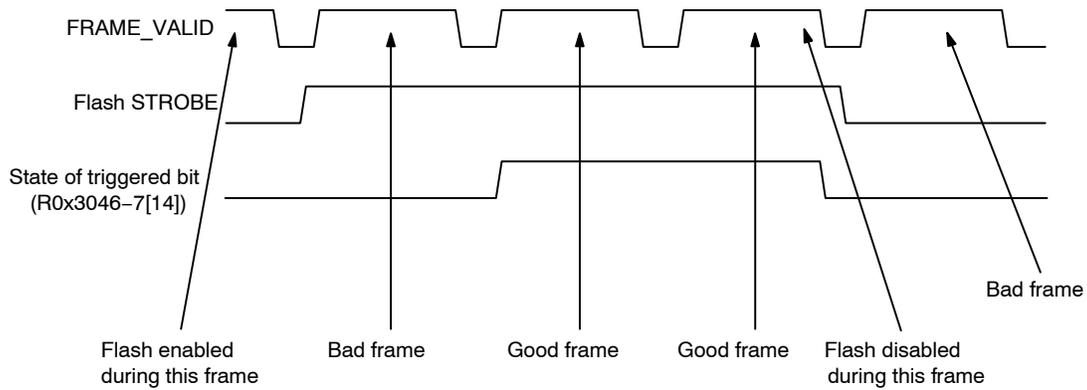 FRAME_VALID
Flash STROBE
State of triggered bit
(R0x3046−7[14])
Bad frame
Flash enabled
during this frame
Bad frame
Good frame
Good frame
Flash disabled
during this frame